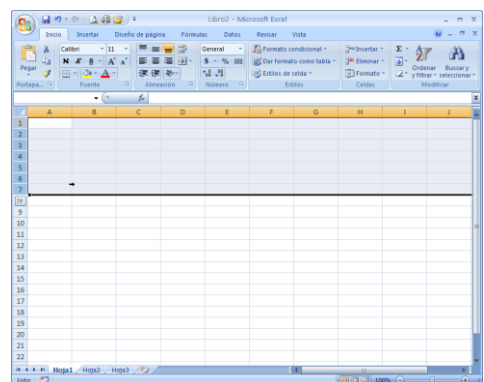 Libro2 - Microsoft Excel
Inicio Insertar Diseño de página Fórmulas Datos Revisar Vista
Pegar
Calibri 11
N K S A A
General
$ % 000
Formato condicional
Dar formato como tabla
Estilos de celda
Insertar
Eliminar
Formato
Σ
Ordenar y filtrar
Buscar y seleccionar
Portapa... Fuente Alineación Número Estilos Celdas Modificar
fx
A B C D E F G H I J
1
2
3
4
5
6
7
9
10
11
12
13
14
15
16
17
18
19
20
21
22
Hoja1 Hoja2 Hoja3
Listo 100%